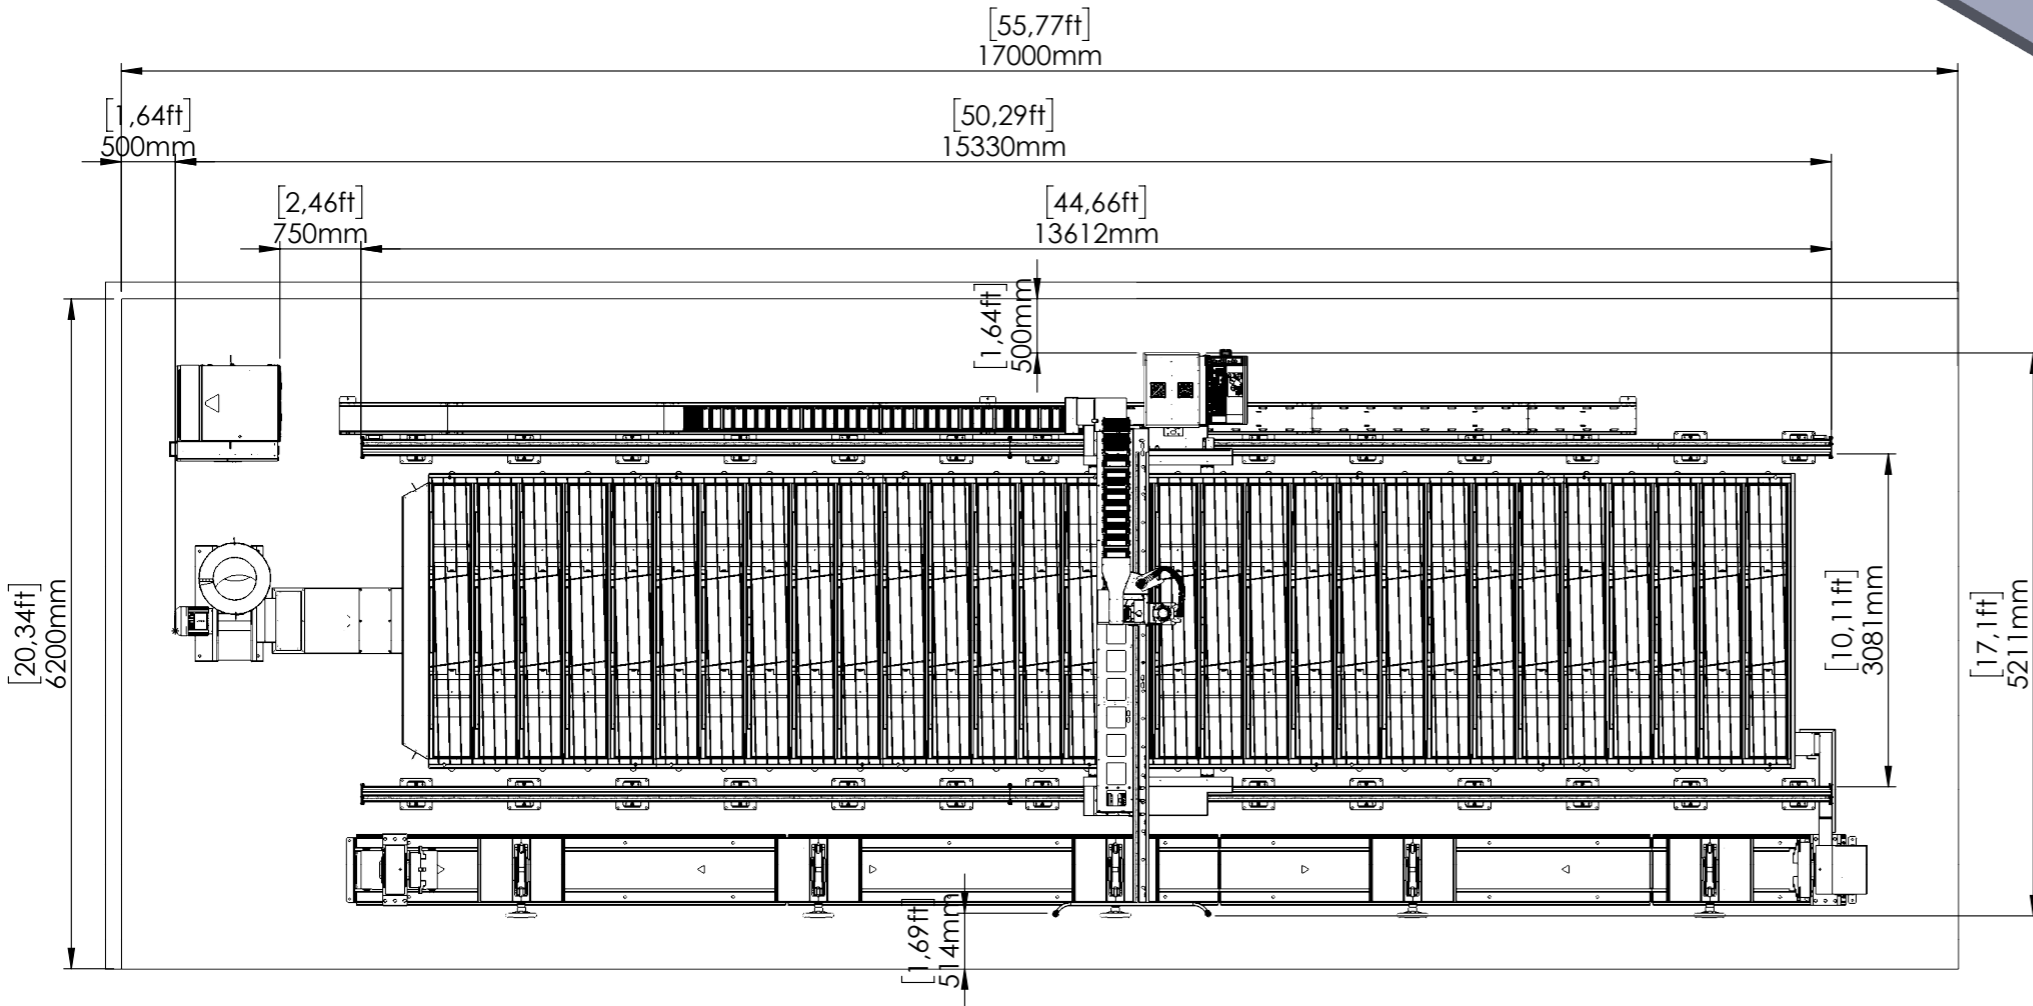 [55,77ft]
17000mm
[1,64ft]
500mm
[50,29ft]
15330mm
[2,46ft]
750mm
[44,66ft]
13612mm
[1,64ft]
500mm
[20,34ft]
6200mm
[10,11ft]
3081mm
[17,1ft]
5211mm
[1,69ft]
514mm